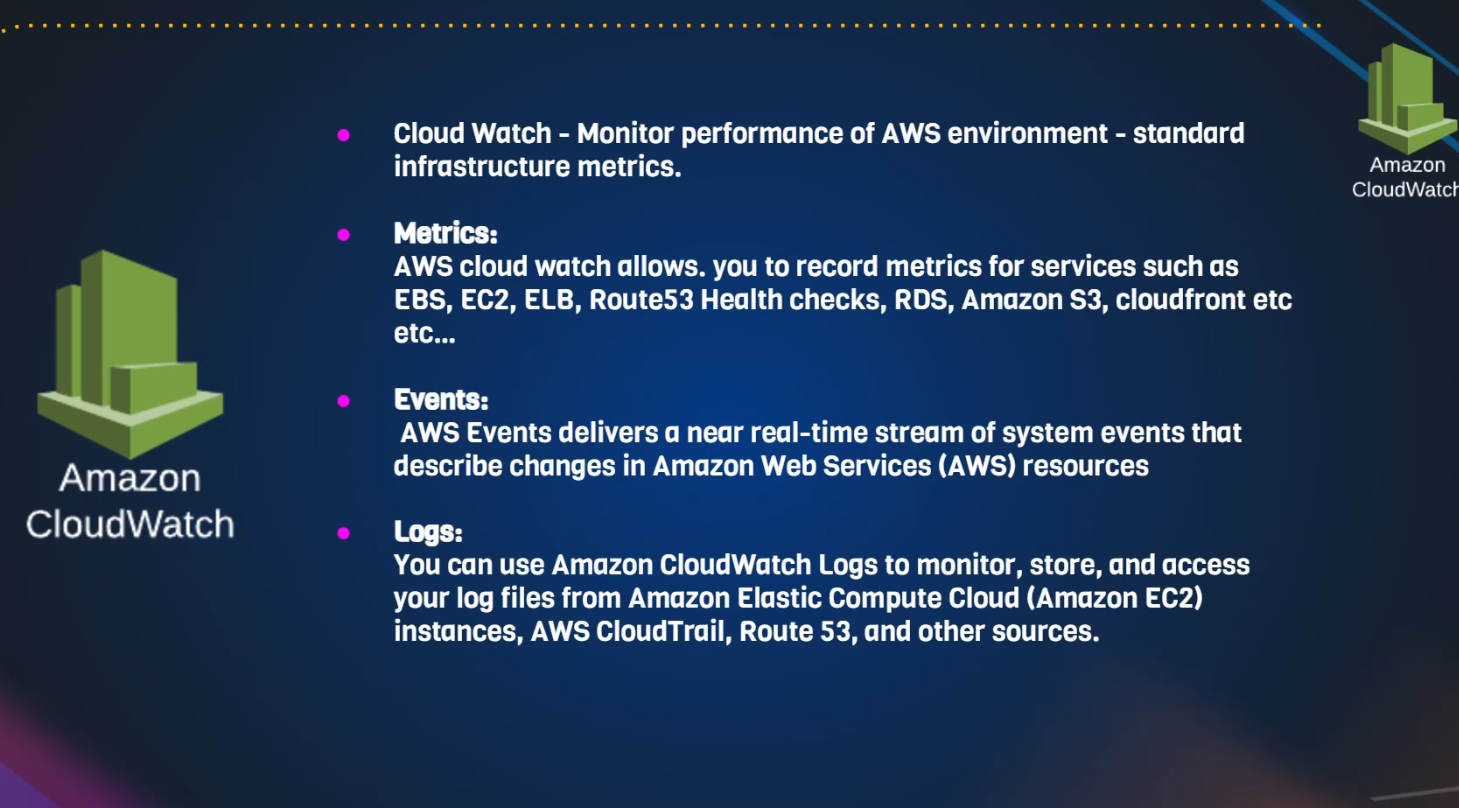 Cloud Watch - Monitor performance of AWS environment - standard
infrastructure metrics.
Metrics:
AWS cloud watch allows. you to record metrics for services such as
EBS, EC2, ELB, Route53 Health checks, RDS, Amazon S3, cloudfront etc
etc...
Events:
AWS Events delivers a near real-time stream of system events that
describe changes in Amazon Web Services (AWS) resources
Logs:
You can use Amazon CloudWatch Logs to monitor, store, and access
your log files from Amazon Elastic Compute Cloud (Amazon EC2)
instances, AWS CloudTrail, Route 53, and other sources.
Amazon
CloudWatch
Amazon
CloudWatch